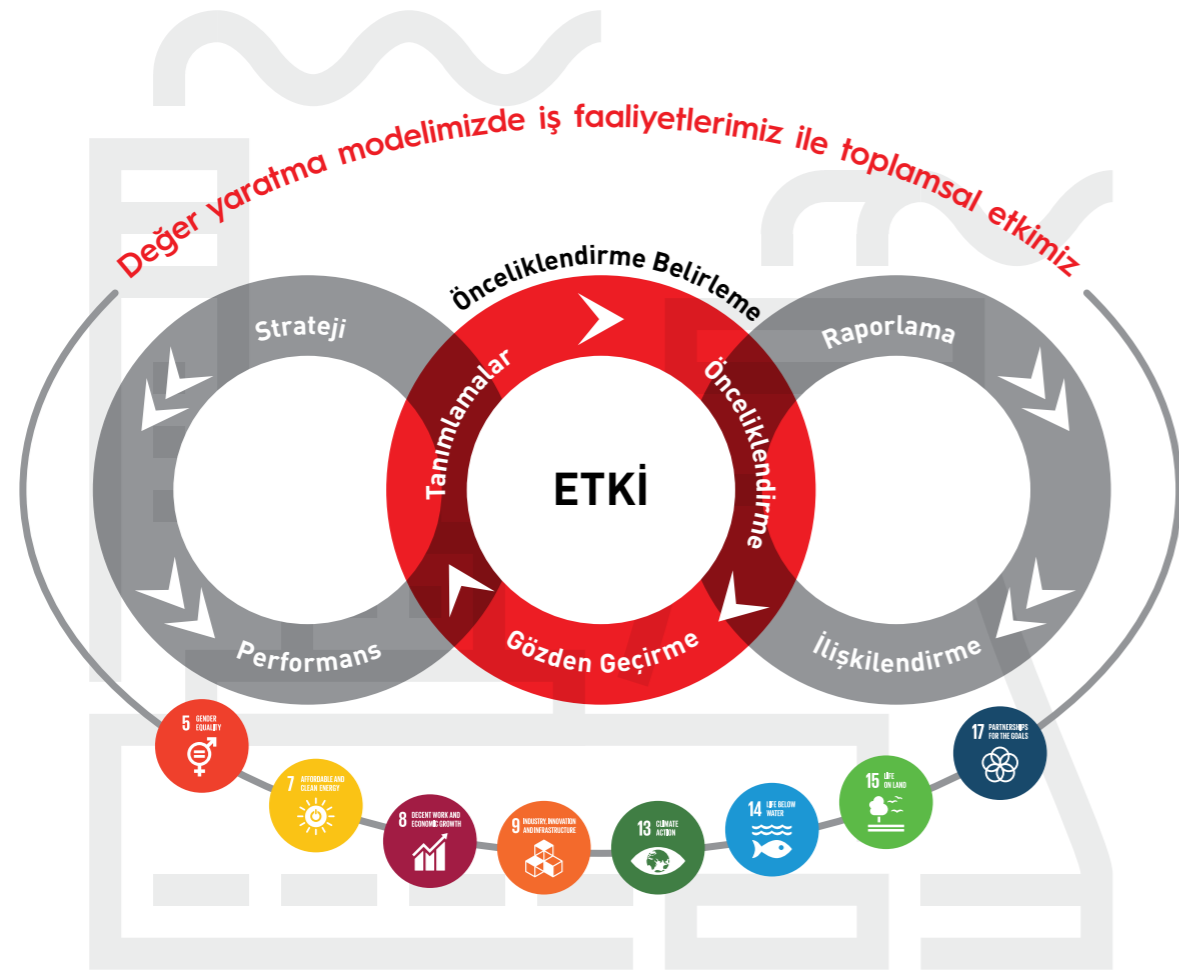 Değer yaratma modelimizde iş faaliyetlerimiz ile toplamsal etkimiz
Önceliklendirme Belirleme
Strateji
Tanımlamalar
Önceliklendirme
Raporlama
ETKİ
Performans
Gözden Geçirme
İlişkilendirme
5 GENDER
EQUALITY
7 AFFORDABLE AND
CLEAN ENERGY
8 DECENT WORK AND
ECONOMIC GROWTH
9 INDUSTRY, INNOVATION
AND INFRASTRUCTURE
13 CLIMATE
ACTION
14 LIFE BELOW
WATER
15 LIFE
ON LAND
17 PARTNERSHIPS
FOR THE GOALS